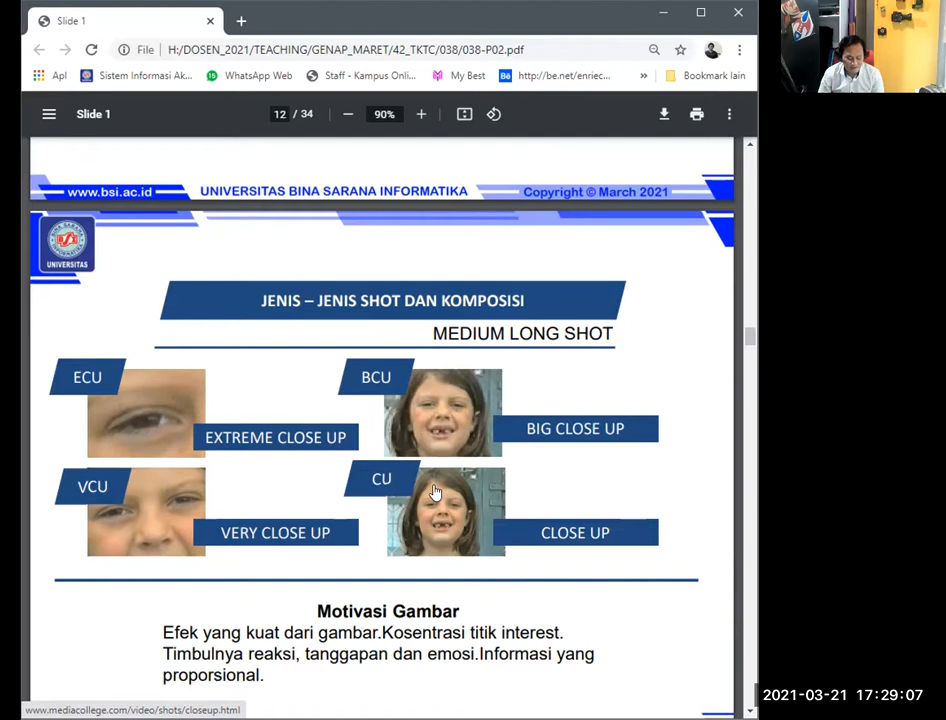 Slide 1
File
H:/DOSEN_2021/TEACHING/GENAP_MARET/42_TKTC/038/038-P02.pdf
Apl
Sistem Informasi Ak...
WhatsApp Web
Staff - Kampus Onli...
My Best
Bē
http://be.net/enriec...
»
Bookmark lain
Slide 1
12 / 34
90%
www.bsi.ac.id
UNIVERSITAS BINA SARANA INFORMATIKA
Copyright © March 2021
UNIVERSITAS
JENIS – JENIS SHOT DAN KOMPOSISI
MEDIUM LONG SHOT
ECU
EXTREME CLOSE UP
BCU
BIG CLOSE UP
VCU
VERY CLOSE UP
CU
CLOSE UP
Motivasi Gambar
Efek yang kuat dari gambar.Kosentrasi titik interest.
Timbulnya reaksi, tanggapan dan emosi.Informasi yang
proporsional.
www.mediacollege.com/video/shots/closeup.html
2021-03-21 17:29:07